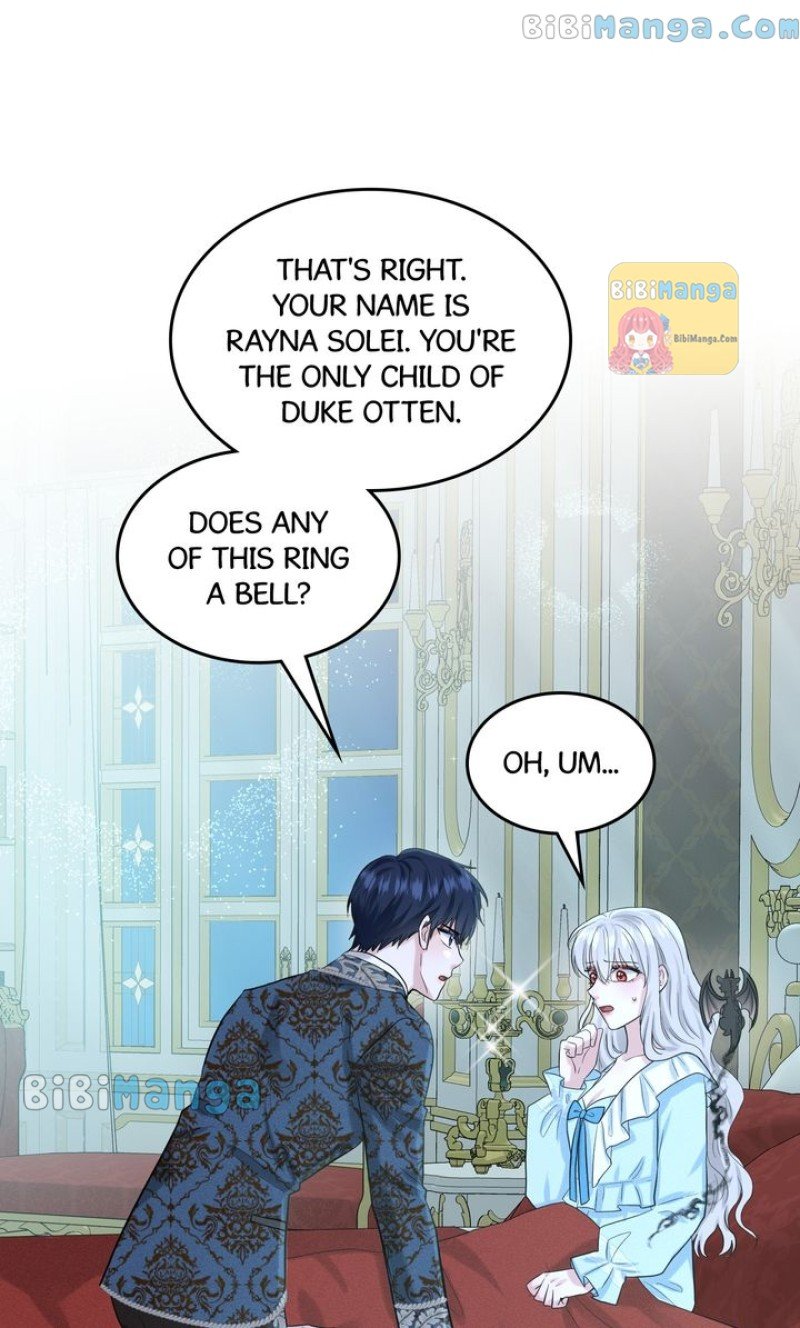 BiBiManga.Com
THAT'S RIGHT.
YOUR NAME IS
RAYNA SOLEI. YOU'RE
THE ONLY CHILD OF
DUKE OTTEN.
BiBiManga
BibiManga.Com
DOES ANY
OF THIS RING
A BELL?
OH, UM...
BiBiManga